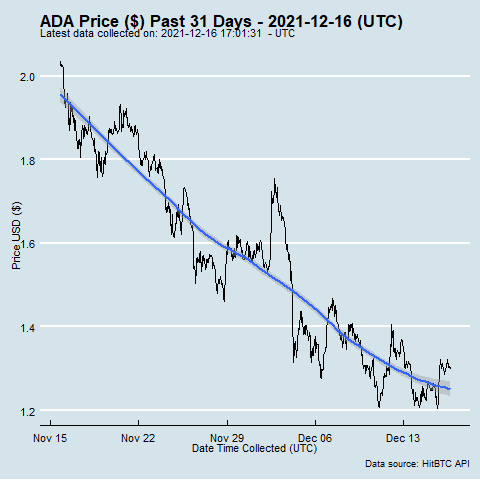 ADA Price ($) Past 31 Days - 2021-12-16 (UTC)
Latest data collected on: 2021-12-16 17:01:31  - UTC
2.0
1.8
1.6
1.4
1.2
Price USD ($)
Nov 15 Nov 22 Nov 29 Dec 06 Dec 13
Date Time Collected (UTC)
Data source: HitBTC API